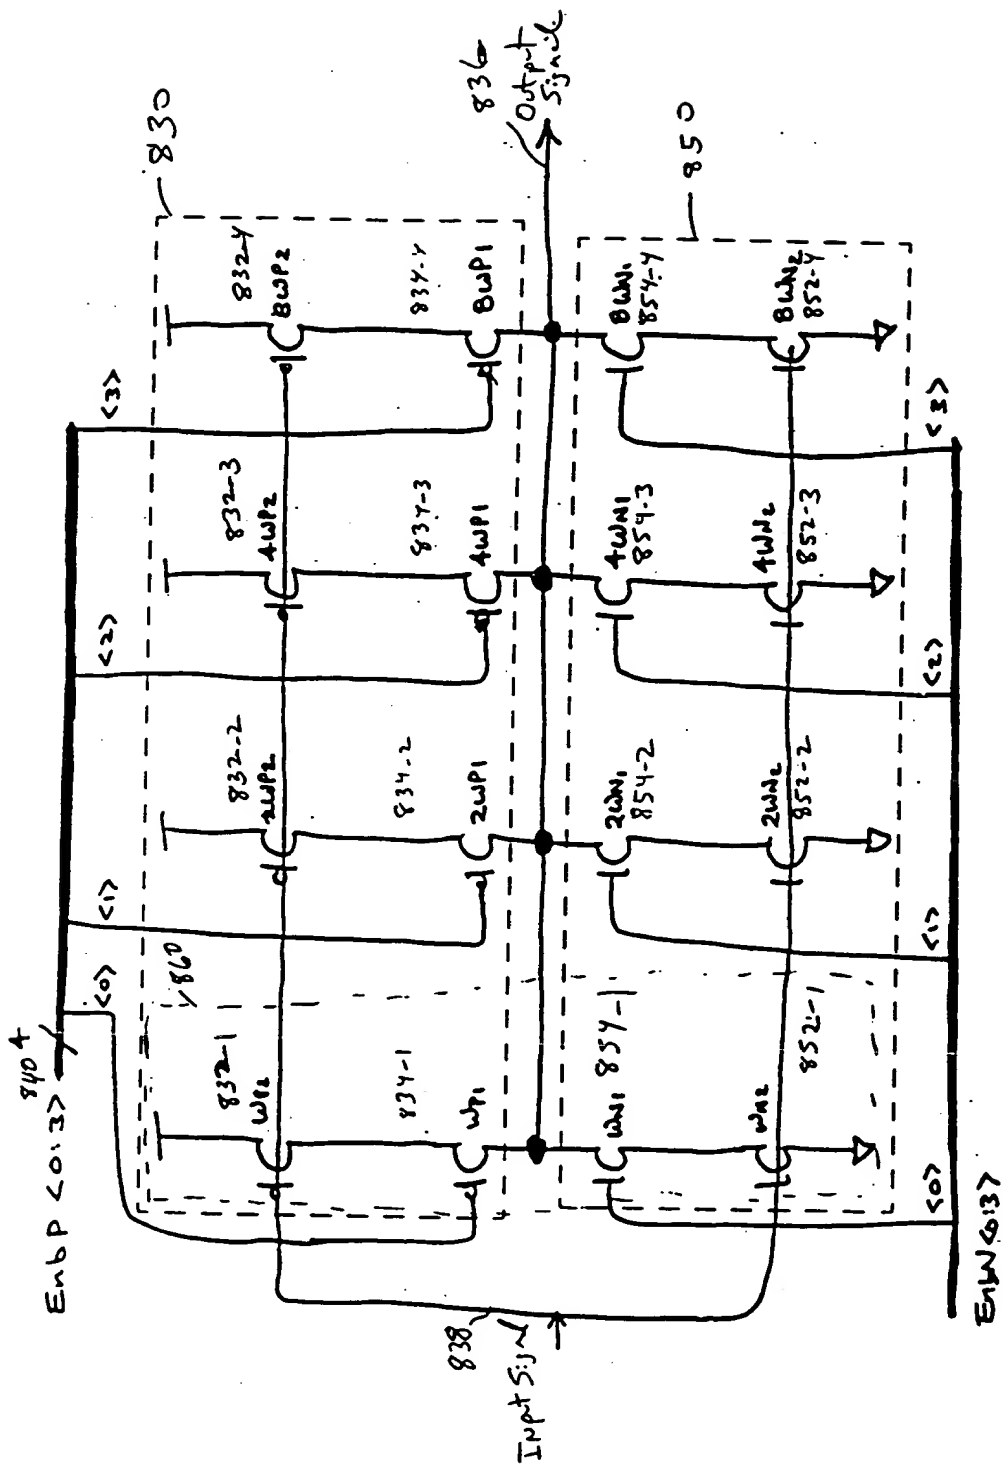 830
836
Output
Signal
850
<3>
832-4
8WP2
834-4
8WP1
8WN1
854-4
8WN2
852-4
<3>
<2>
832-3
4WP2
834-3
4WP1
4WN1
854-3
4WN2
852-3
<2>
<1>
832-2
2WP2
834-2
2WP1
2WN1
854-2
2WN2
852-2
<1>
<0>
860
832-1
WP2
834-1
WP1
WN1
854-1
WN2
852-1
<0>
840 4
EnbP <0:3>
EnbN<0:3>
838
Input Signal